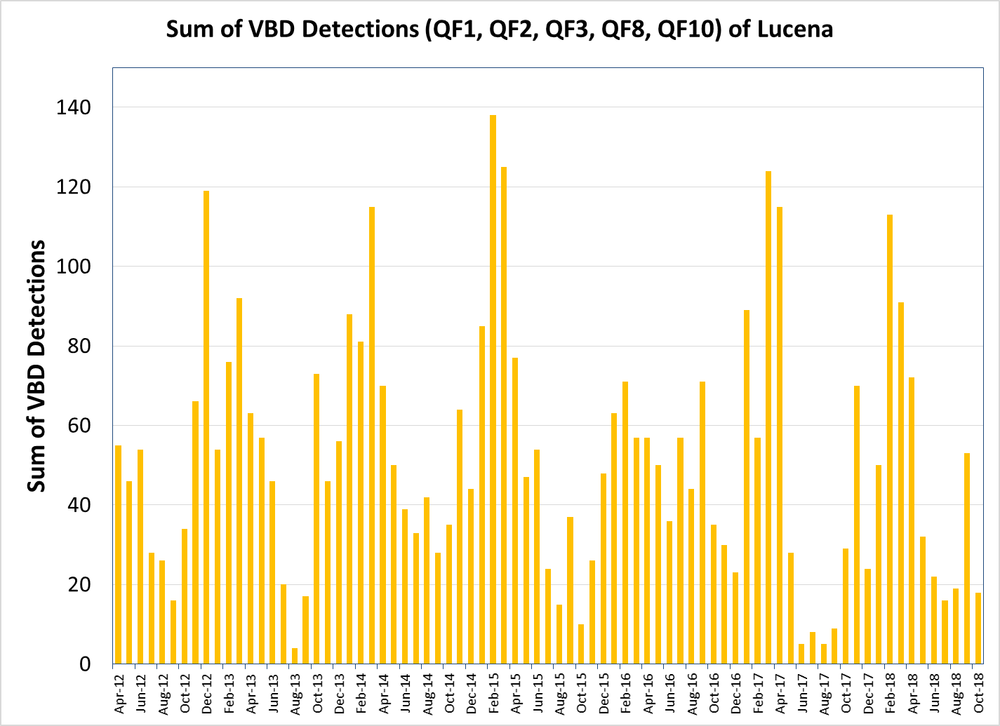 Sum of VBD Detections (QF1, QF2, QF3, QF8, QF10) of Lucena
Sum of VBD Detections
140
120
100
80
60
40
20
0
Apr-12
Jun-12
Aug-12
Oct-12
Dec-12
Feb-13
Apr-13
Jun-13
Aug-13
Oct-13
Dec-13
Feb-14
Apr-14
Jun-14
Aug-14
Oct-14
Dec-14
Feb-15
Apr-15
Jun-15
Aug-15
Oct-15
Dec-15
Feb-16
Apr-16
Jun-16
Aug-16
Oct-16
Dec-16
Feb-17
Apr-17
Jun-17
Aug-17
Oct-17
Dec-17
Feb-18
Apr-18
Jun-18
Aug-18
Oct-18